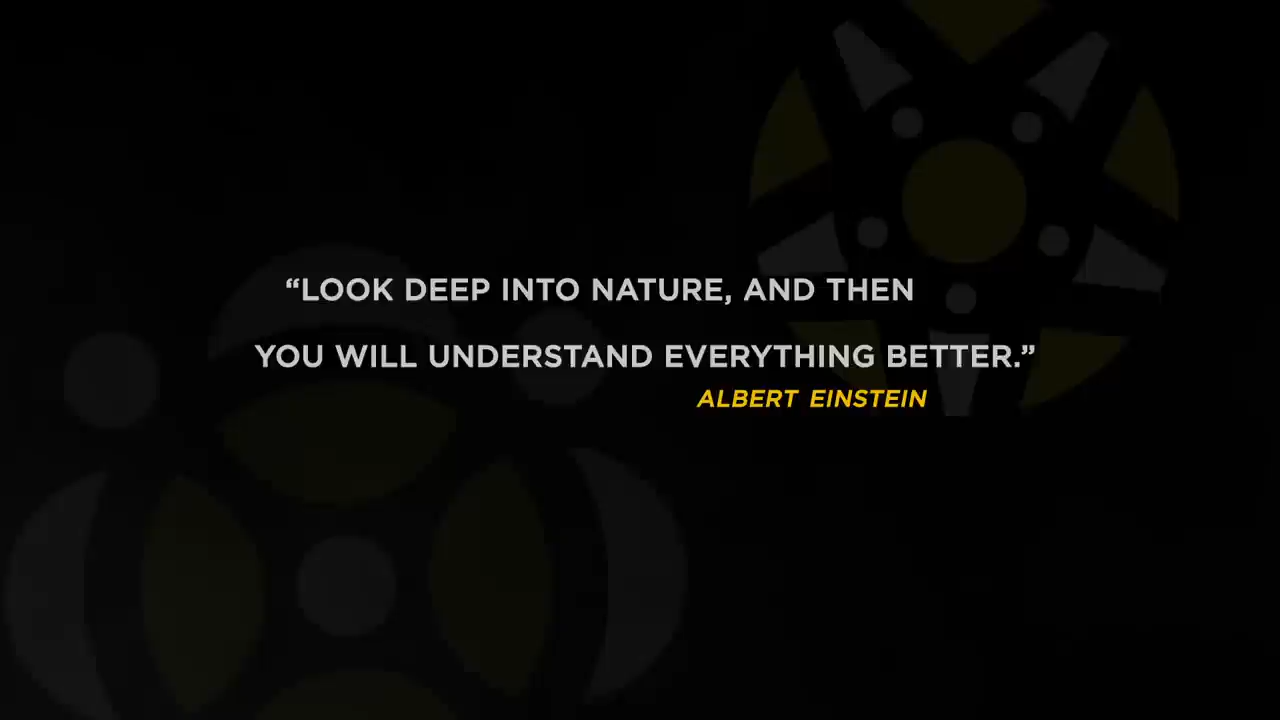 “LOOK DEEP INTO NATURE, AND THEN
YOU WILL UNDERSTAND EVERYTHING BETTER.”
ALBERT EINSTEIN